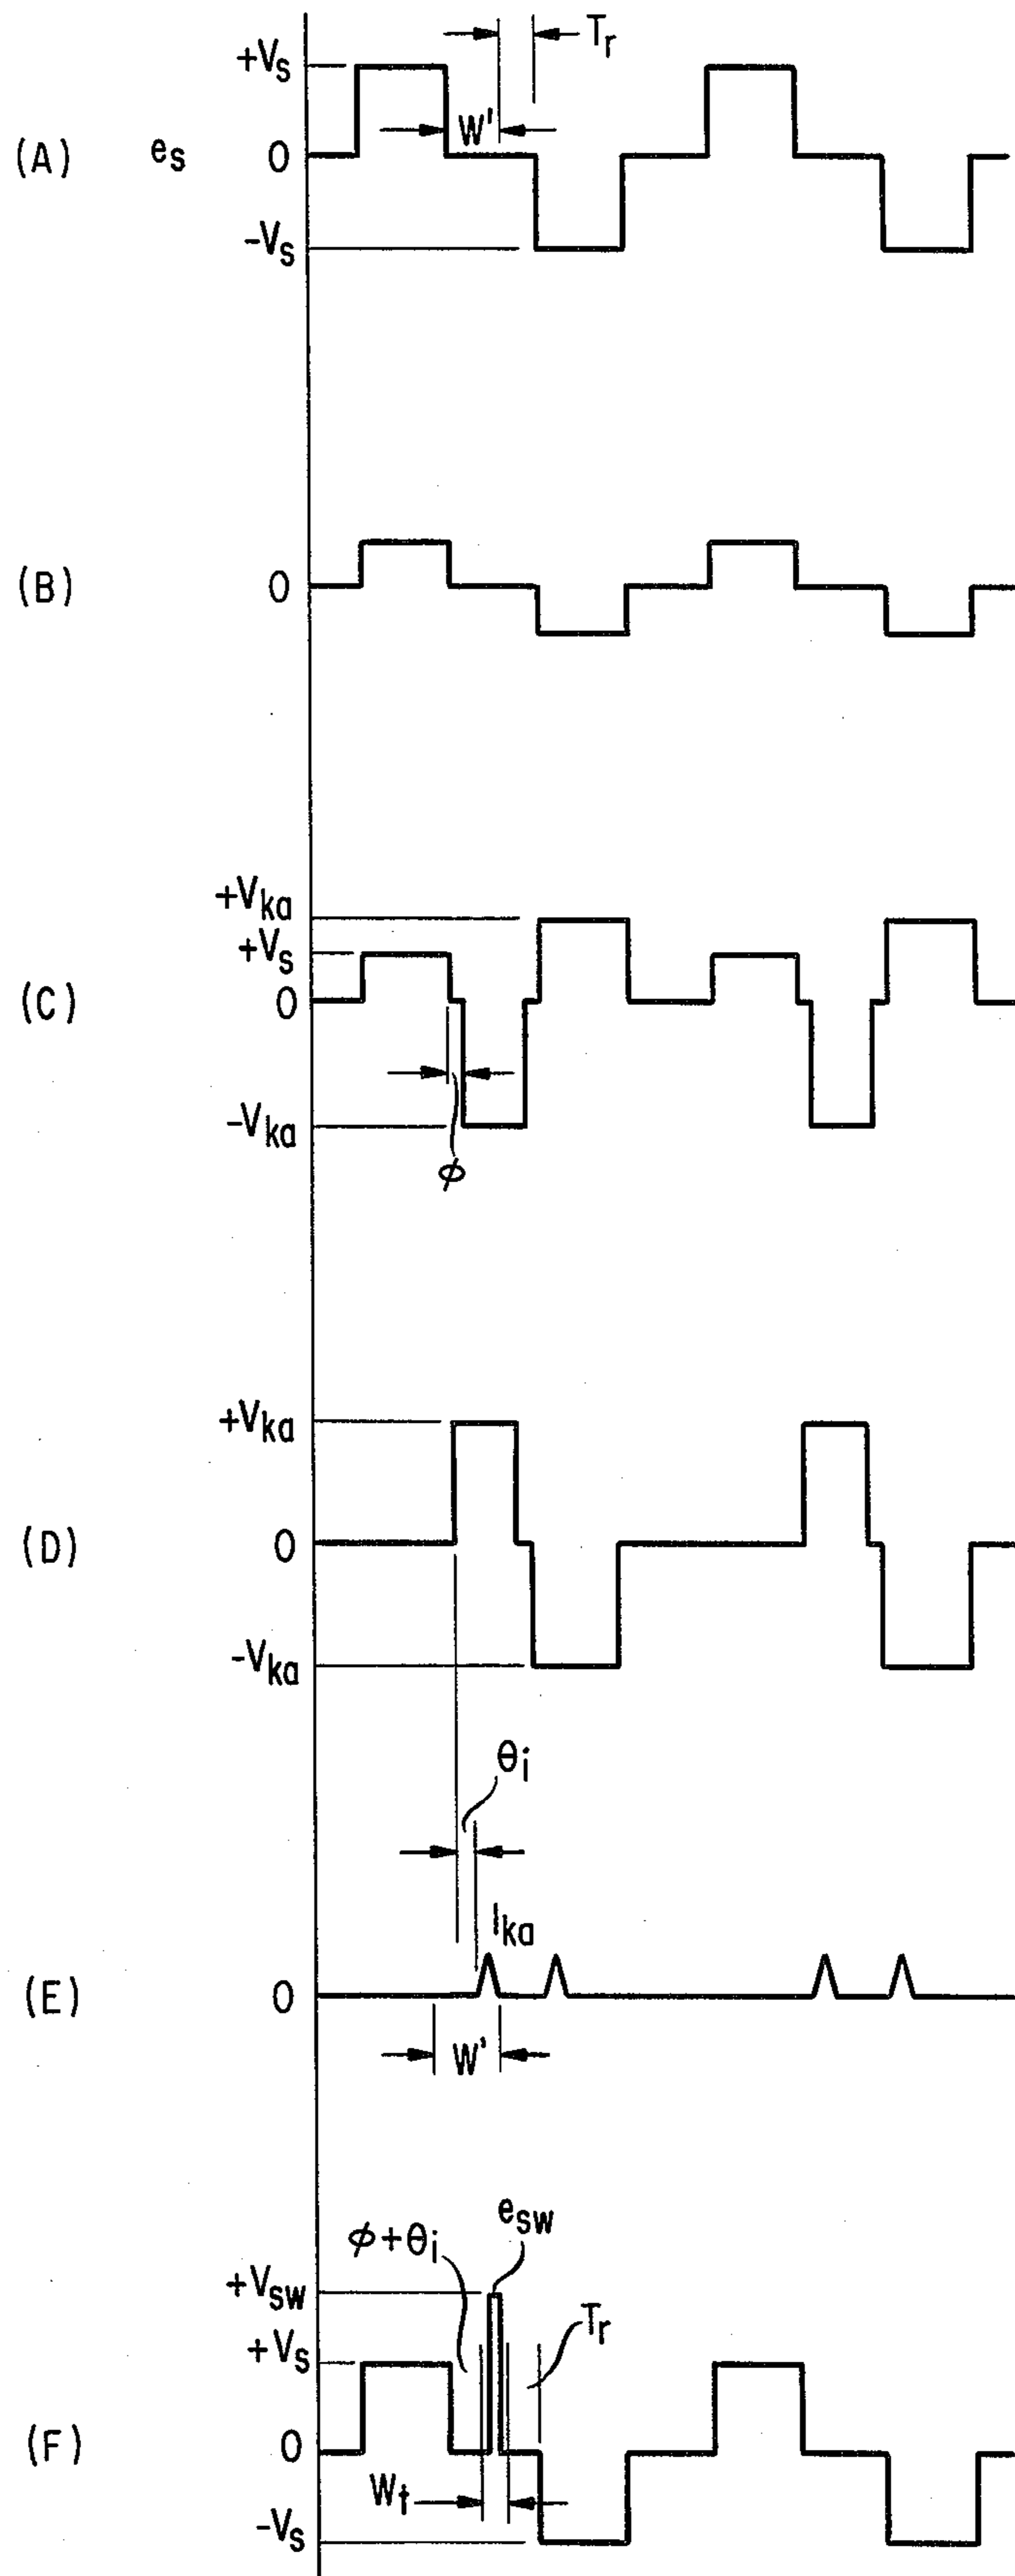 Tr
+Vs
W'
(A) es 0
-Vs
(B) 0
+Vka
+Vs
(C) 0
-Vka
ϕ
+Vka
(D) 0
-Vka
θi
Ika
(E) 0
W'
esw
ϕ+θi
+Vsw
Tr
+Vs
(F) 0
Wt
-Vs